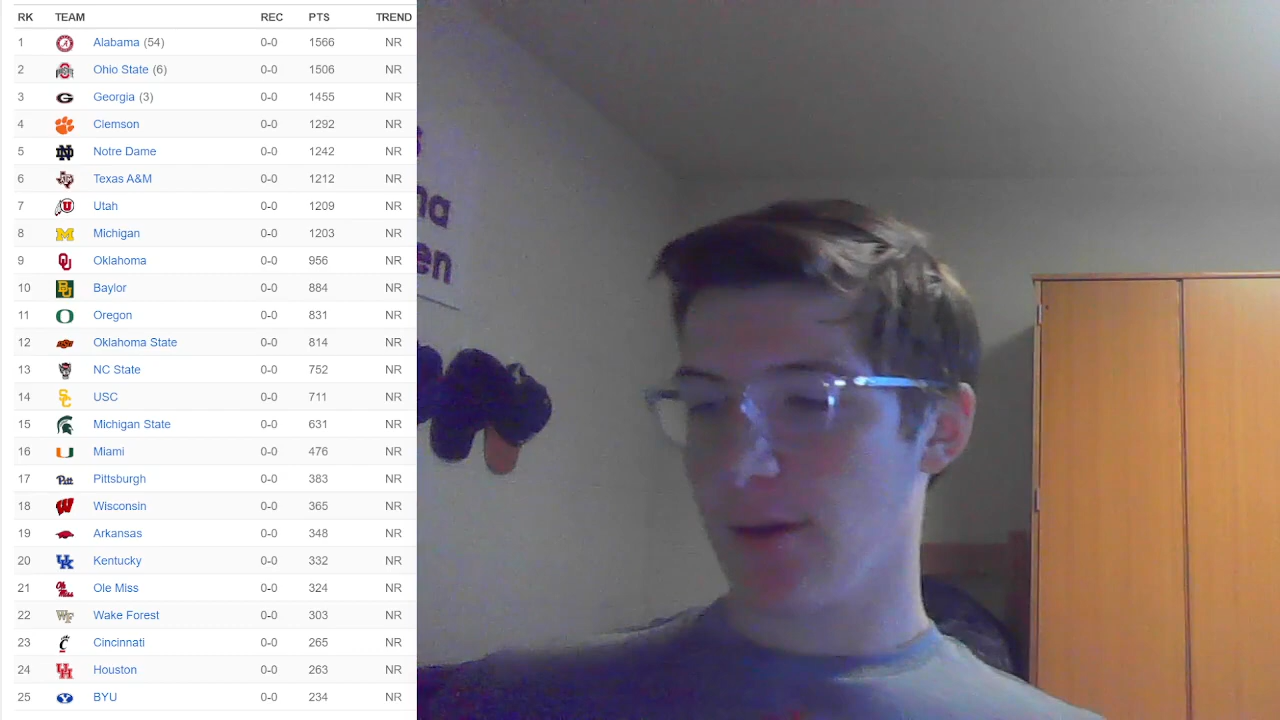 RK TEAM REC PTS TREND
1 Alabama (54) 0-0 1566 NR
2 Ohio State (6) 0-0 1506 NR
3 Georgia (3) 0-0 1455 NR
4 Clemson 0-0 1292 NR
5 Notre Dame 0-0 1242 NR
6 Texas A&M 0-0 1212 NR
7 Utah 0-0 1209 NR
8 Michigan 0-0 1203 NR
9 Oklahoma 0-0 956 NR
10 Baylor 0-0 884 NR
11 Oregon 0-0 831 NR
12 Oklahoma State 0-0 814 NR
13 NC State 0-0 752 NR
14 USC 0-0 711 NR
15 Michigan State 0-0 631 NR
16 Miami 0-0 476 NR
17 Pittsburgh 0-0 383 NR
18 Wisconsin 0-0 365 NR
19 Arkansas 0-0 348 NR
20 Kentucky 0-0 332 NR
21 Ole Miss 0-0 324 NR
22 Wake Forest 0-0 303 NR
23 Cincinnati 0-0 265 NR
24 Houston 0-0 263 NR
25 BYU 0-0 234 NR